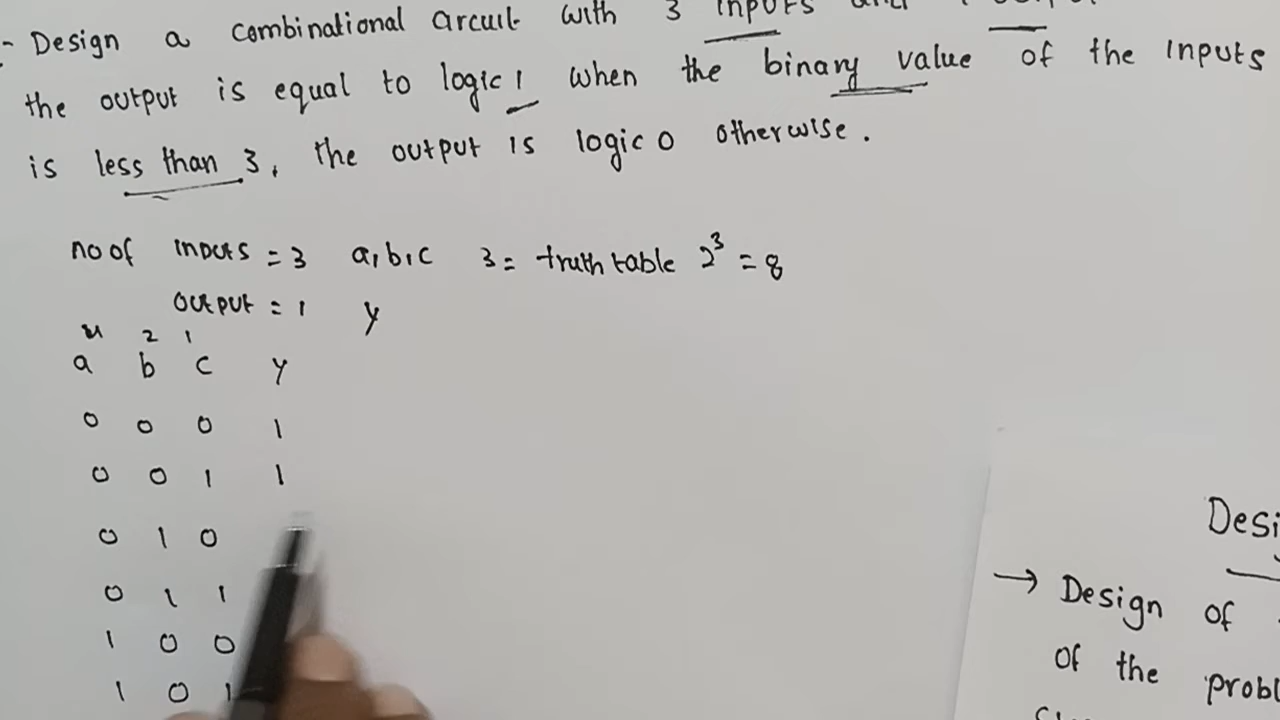 :- Design a combinational circuit with 3 inputs and
the output is equal to logic 1 when the binary value of the inputs
is less than 3, the output is logic 0 otherwise.
no of inputs = 3 a, b, c 3 = truth table 2³ = 8
output = 1 y
4 2 1
a b c y
0 0 0 1
0 0 1 1
0 1 0
0 1 1
1 0 0
1 0 1
Desi
→ Design of
of the probl